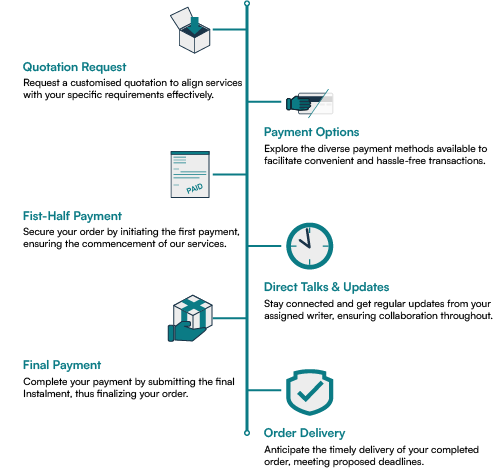 Quotation Request
Request a customised quotation to align services
with your specific requirements effectively.
Payment Options
Explore the diverse payment methods available to
facilitate convenient and hassle-free transactions.
PAID
Fist-Half Payment
Secure your order by initiating the first payment,
ensuring the commencement of our services.
Direct Talks & Updates
Stay connected and get regular updates from your
assigned writer, ensuring collaboration throughout.
Final Payment
Complete your payment by submitting the final
Instalment, thus finalizing your order.
Order Delivery
Anticipate the timely delivery of your completed
order, meeting proposed deadlines.